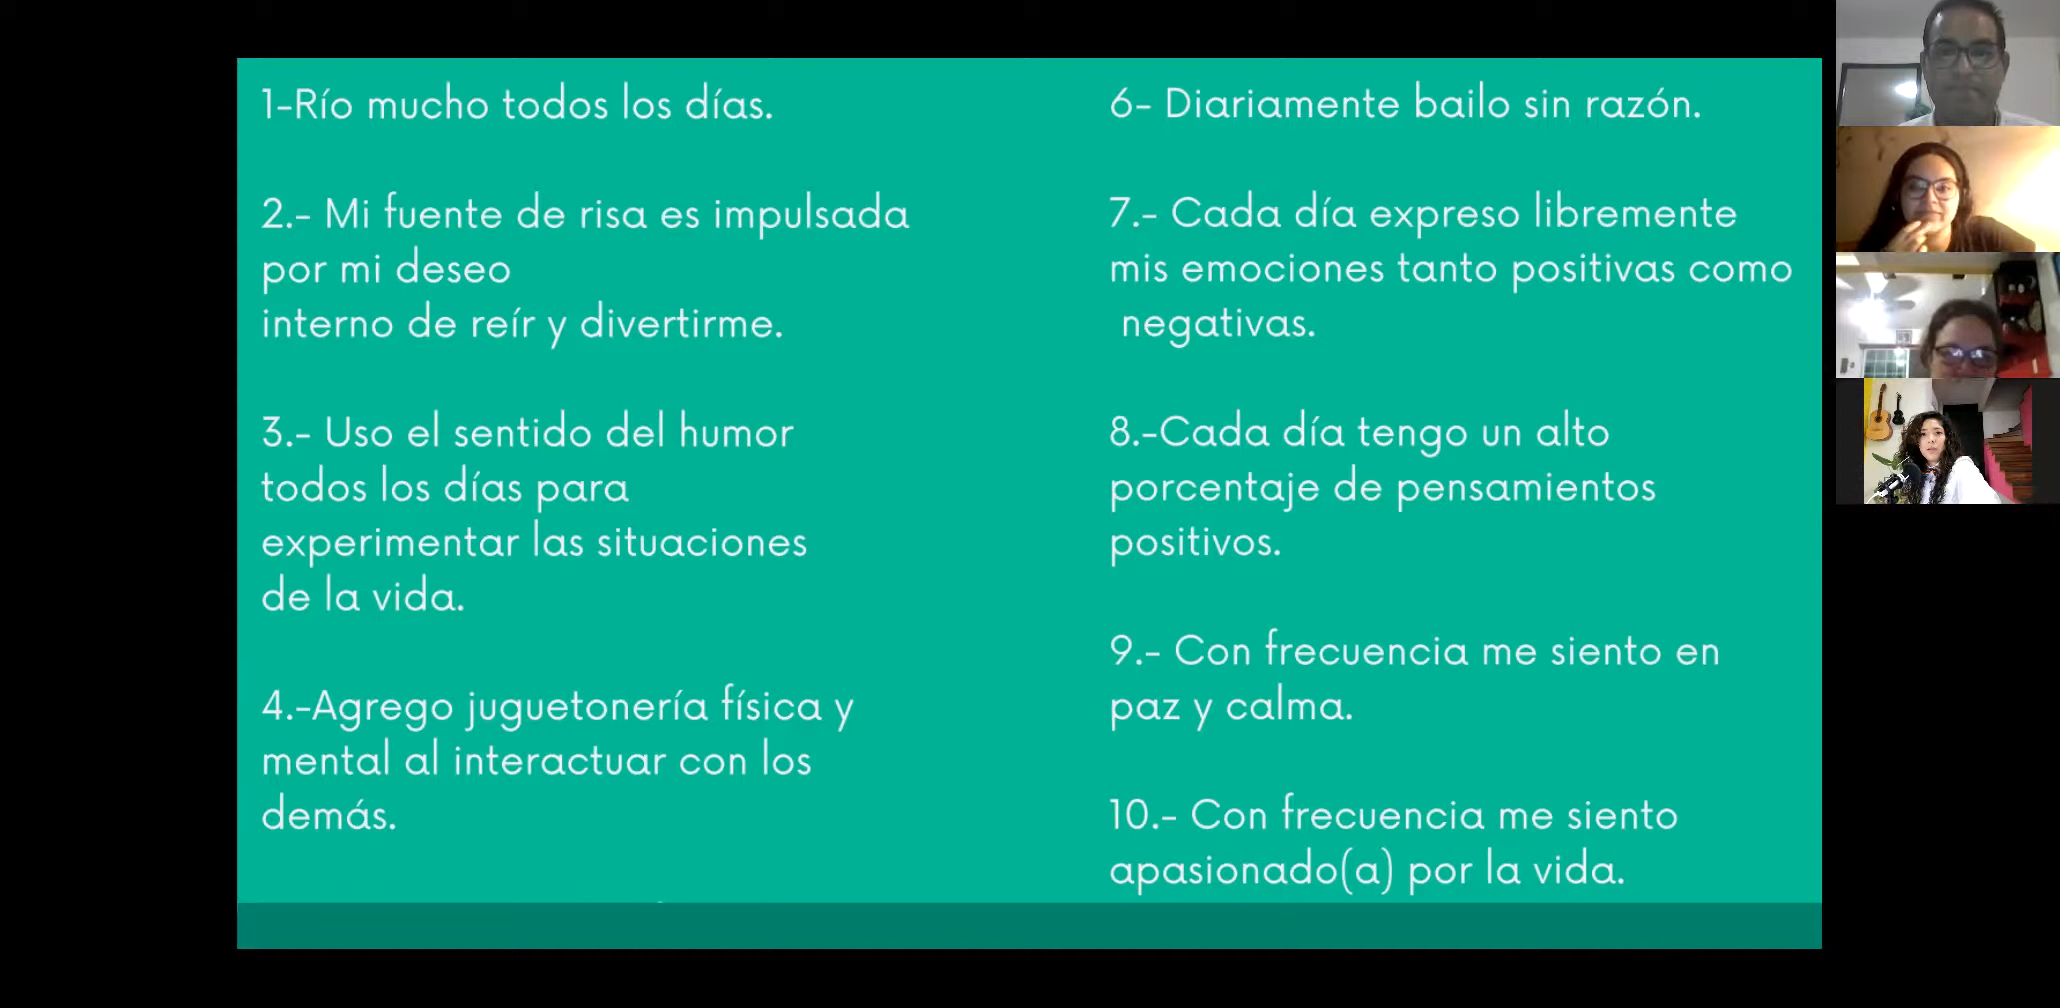 1-Río mucho todos los días.
2.- Mi fuente de risa es impulsada
por mi deseo
interno de reír y divertirme.
3.- Uso el sentido del humor
todos los días para
experimentar las situaciones
de la vida.
4.-Agrego juguetonería física y
mental al interactuar con los
demás.
6- Diariamente bailo sin razón.
7.- Cada día expreso libremente
mis emociones tanto positivas como
negativas.
8.-Cada día tengo un alto
porcentaje de pensamientos
positivos.
9.- Con frecuencia me siento en
paz y calma.
10.- Con frecuencia me siento
apasionado(a) por la vida.